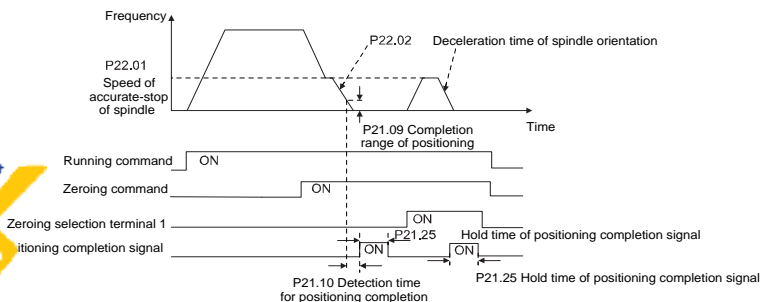 Frequency
P22.02
Deceleration time of spindle orientation
P22.01
Speed of
accurate-stop
of spindle
Time
P21.09 Completion
range of positioning
Running command
ON
Zeroing command
ON
Zeroing selection terminal 1
ON
P21.25
Hold time of positioning completion signal
itioning completion signal
ON
ON
P21.25 Hold time of positioning completion signal
P21.10 Detection time
for positioning completion